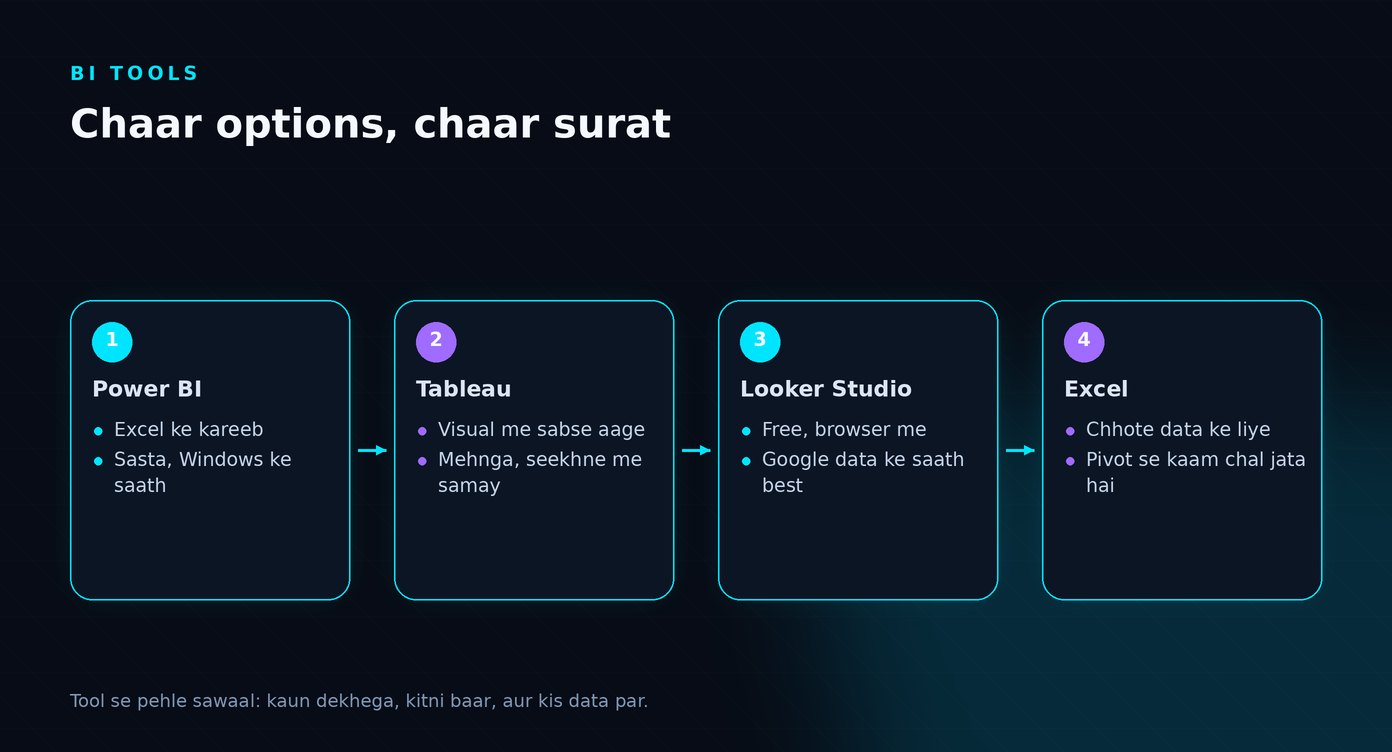 BI TOOLS
Chaar options, chaar surat
1
Power BI
Excel ke kareeb
Sasta, Windows ke
saath
2
Tableau
Visual me sabse aage
Mehnga, seekhne me
samay
3
Looker Studio
Free, browser me
Google data ke saath
best
4
Excel
Chhote data ke liye
Pivot se kaam chal jata
hai
Tool se pehle sawaal: kaun dekhega, kitni baar, aur kis data par.